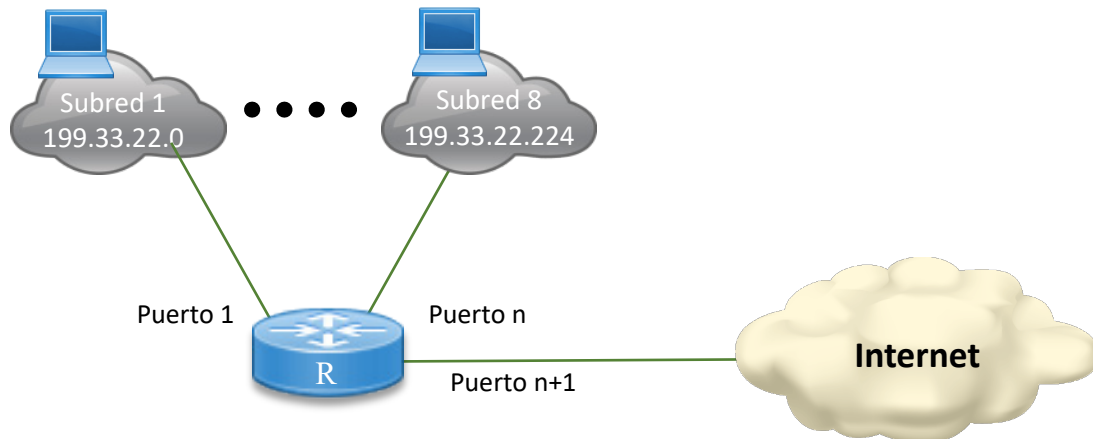 Subred 1
199.33.22.0
Subred 8
199.33.22.224
Puerto 1
Puerto n
R
Puerto n+1
Internet